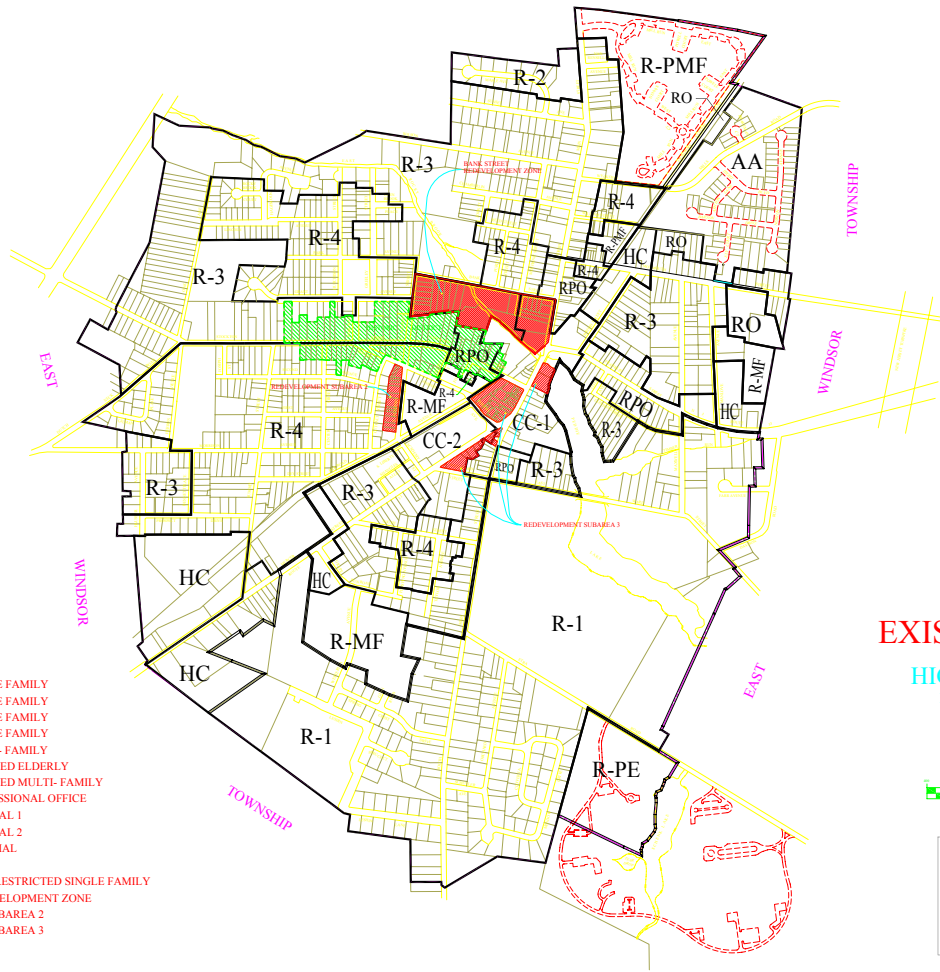 R-PMF
R-2
RO
AA
R-3
BANK STREET
REDEVELOPMENT ZONE
TOWNSHIP
R-4
R-4
R-4
R-PMF
HC
RO
R-4
RPO
R-3
R-3
RO
RPO
WINDSOR
EAST
R-MF
REDEVELOPMENT SUBAREA 2
R-4
R-MF
RPO
HC
CC-1
R-3
R-4
CC-2
RPO
R-3
R-3
R-3
REDEVELOPMENT SUBAREA 3
R-4
HC
HC
WINDSOR
R-1
R-MF
EXIS
HIG
HC
EAST
E FAMILY
E FAMILY
E FAMILY
E FAMILY
- FAMILY
ED ELDERLY
ED MULTI- FAMILY
SSIONAL OFFICE
AL 1
AL 2
IAL
RESTRICTED SINGLE FAMILY
ELOPMENT ZONE
BAREA 2
BAREA 3
R-1
R-PE
TOWNSHIP